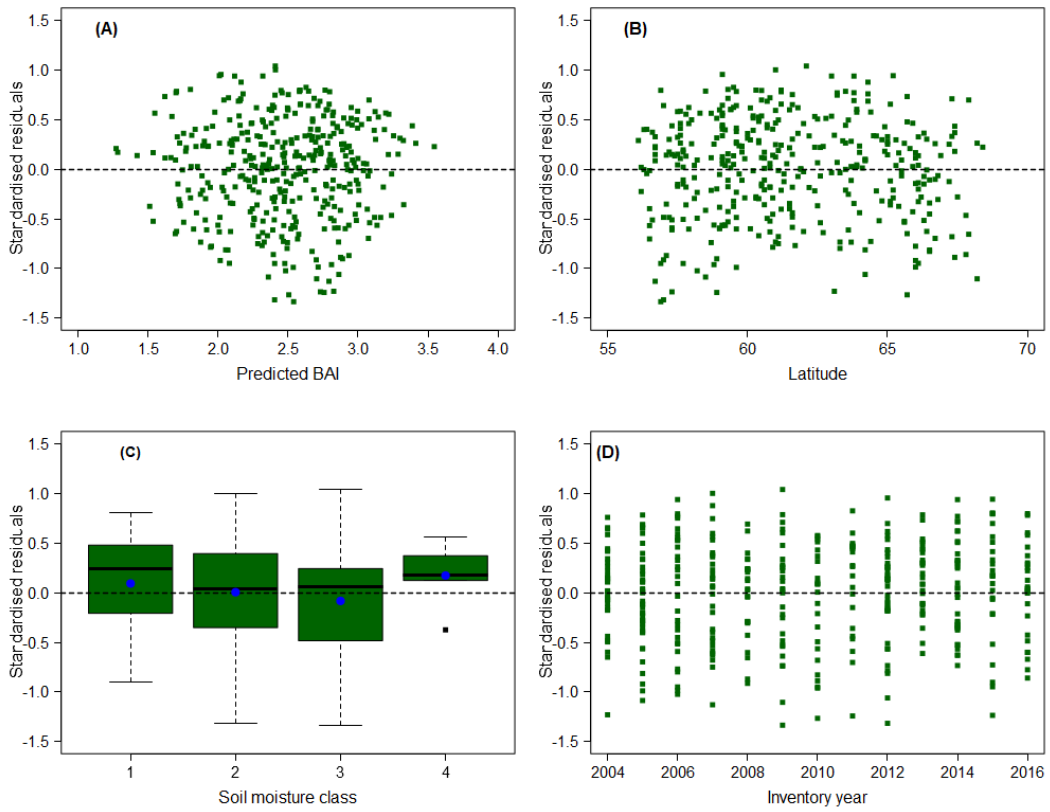 (A)
Standardised residuals
1.5
1.0
0.5
0.0
-0.5
-1.0
-1.5
1.0 1.5 2.0 2.5 3.0 3.5 4.0
Predicted BAI
(B)
Standardised residuals
1.5
1.0
0.5
0.0
-0.5
-1.0
-1.5
55 60 65 70
Latitude
(C)
Standardised residuals
1.5
1.0
0.5
0.0
-0.5
-1.0
-1.5
1 2 3 4
Soil moisture class
(D)
Standardised residuals
1.5
1.0
0.5
0.0
-0.5
-1.0
-1.5
2004 2006 2008 2010 2012 2014 2016
Inventory year